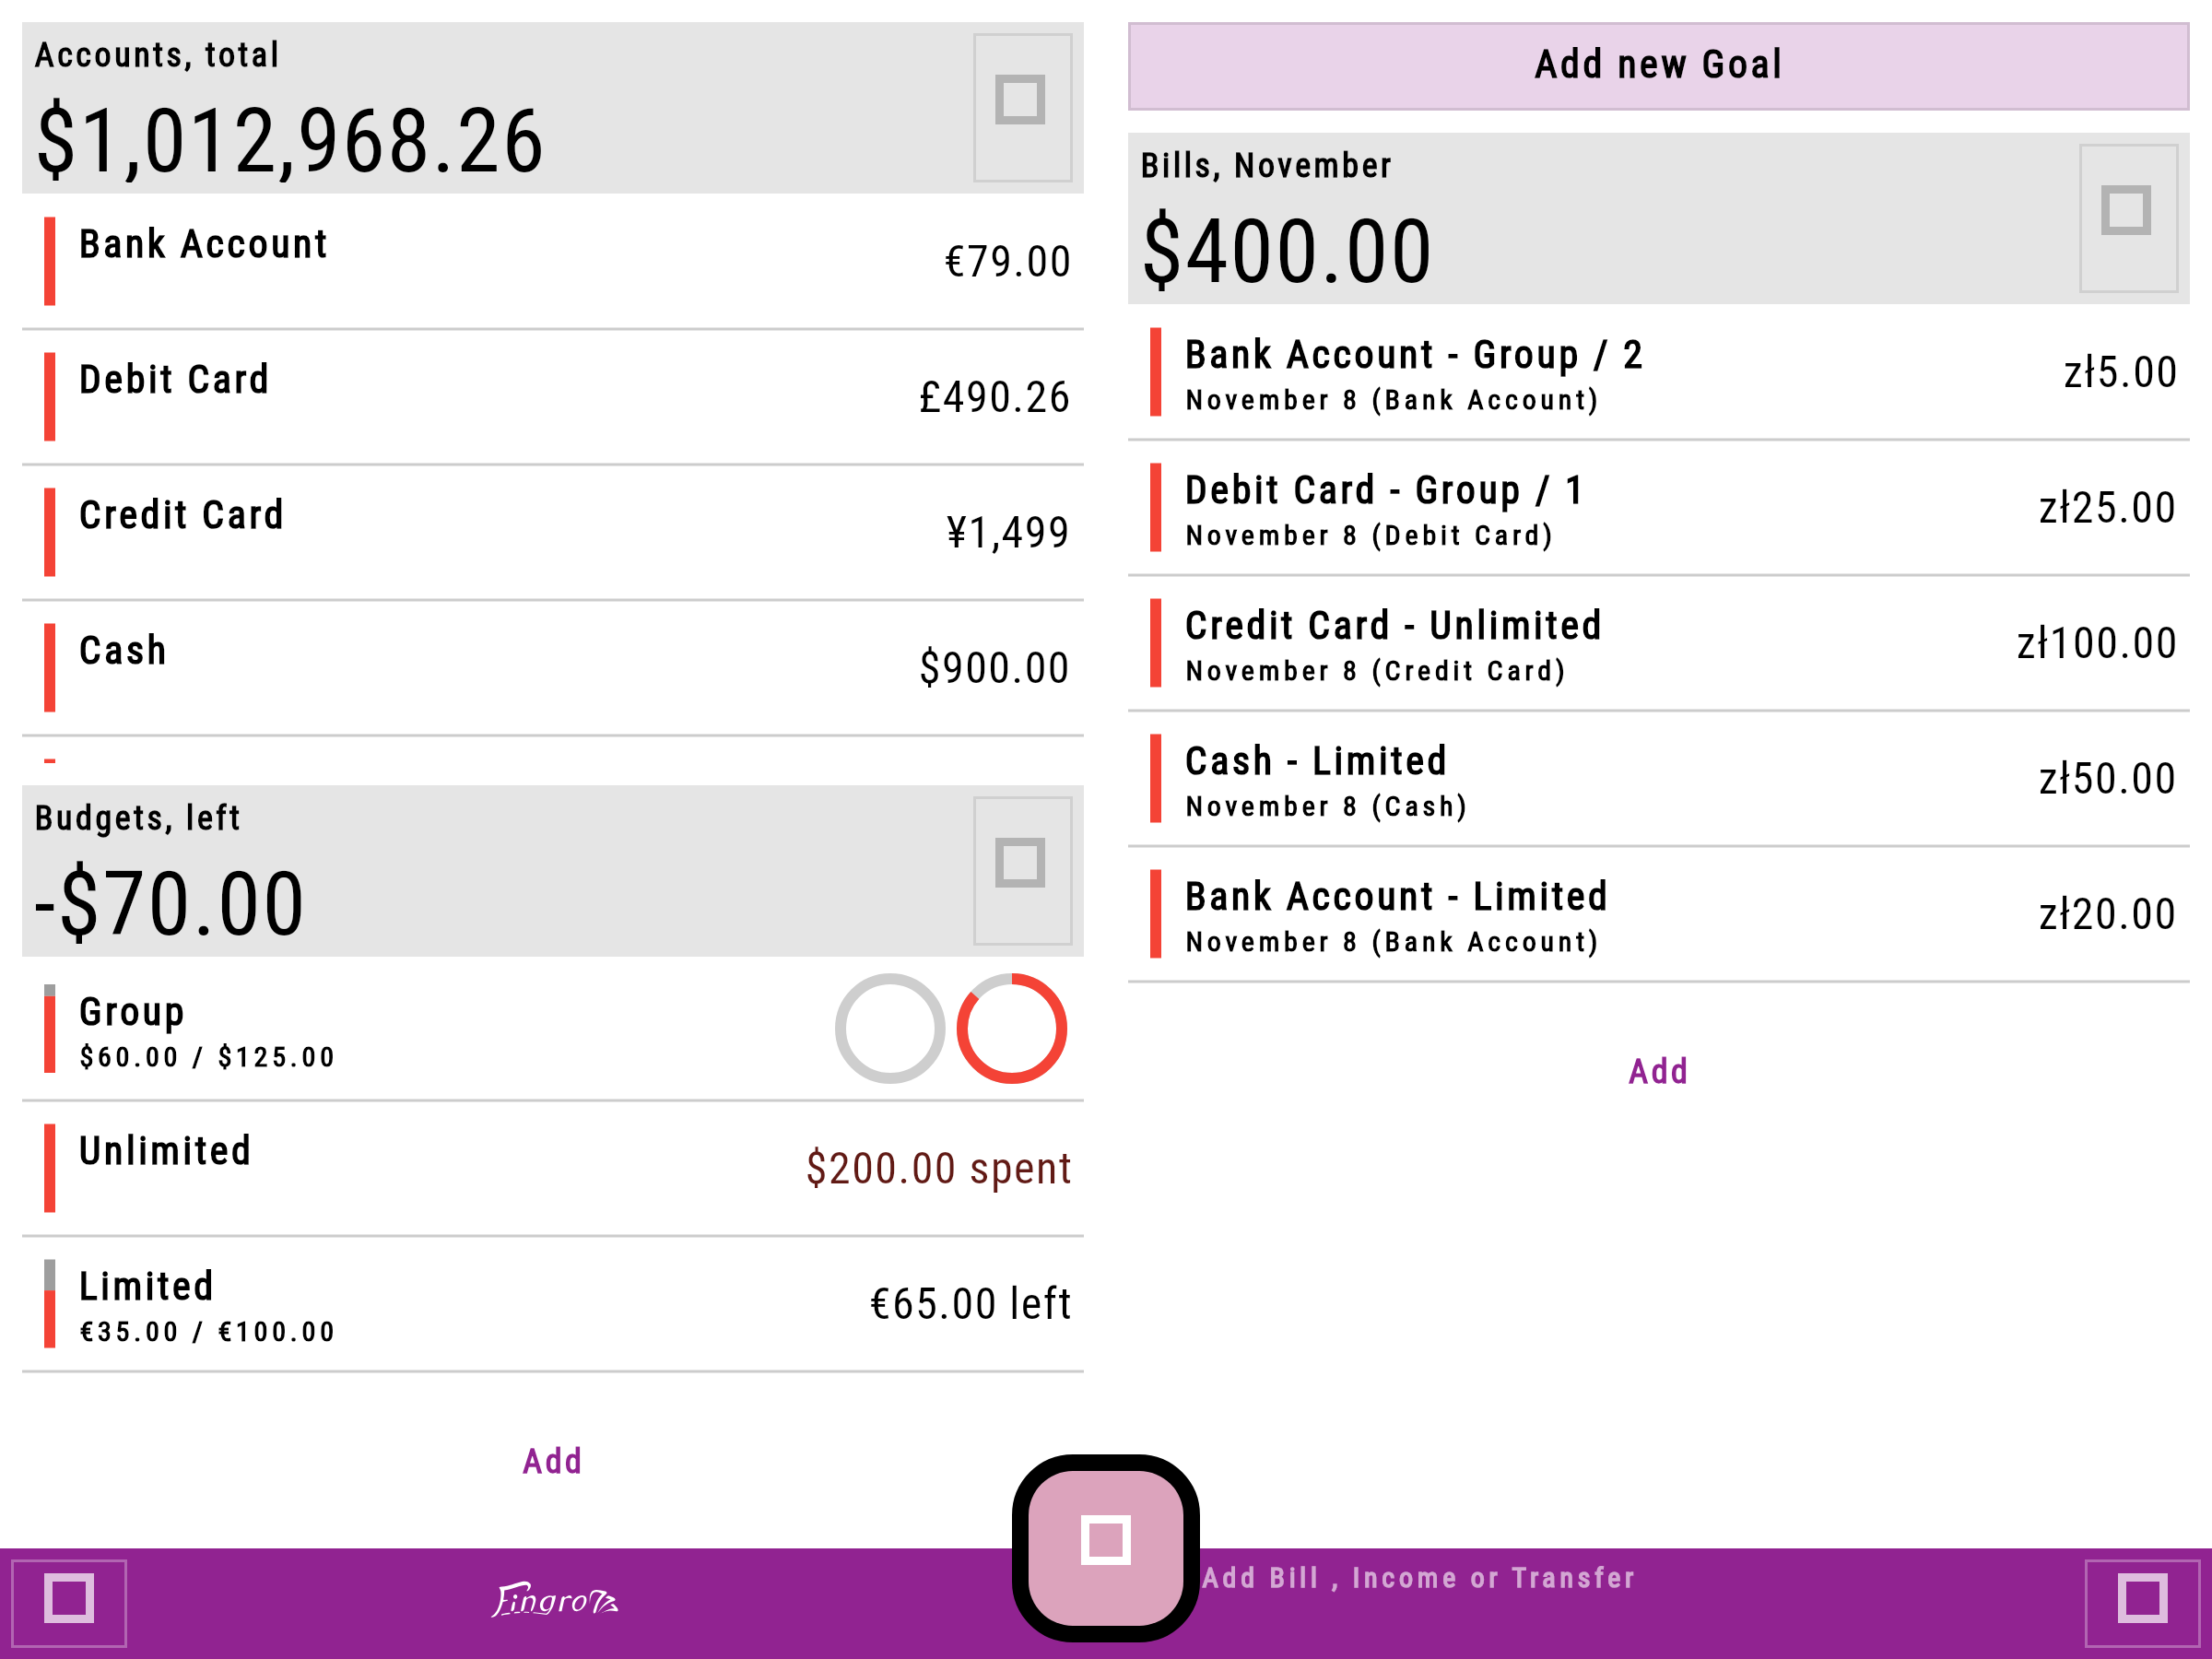 Accounts, total
$1,012,968.26
Bank Account
€79.00
Debit Card
£490.26
Credit Card
¥1,499
Cash
$900.00
Budgets, left
-$70.00
Group
$60.00 / $125.00
Unlimited
$200.00 spent
Limited
€35.00 / €100.00
€65.00 left
Add
Add new Goal
Bills, November
$400.00
Bank Account - Group / 2
November 8 (Bank Account)
zł5.00
Debit Card - Group / 1
November 8 (Debit Card)
zł25.00
Credit Card - Unlimited
November 8 (Credit Card)
zł100.00
Cash - Limited
November 8 (Cash)
zł50.00
Bank Account - Limited
November 8 (Bank Account)
zł20.00
Add
Add Bill , Income or Transfer